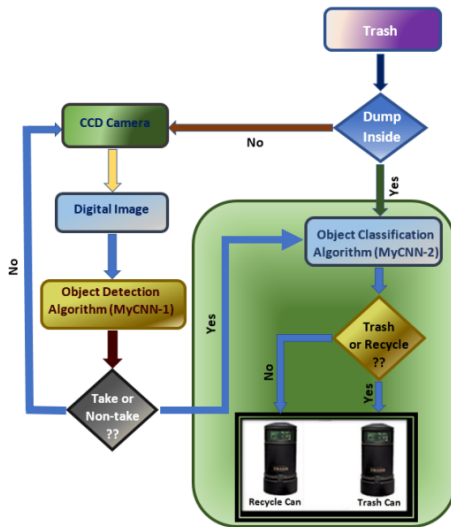 Trash
Dump
Inside
CCD Camera
No
Yes
Digital Image
Object Classification
Algorithm (MyCNN-2)
No
Object Detection
Algorithm (MyCNN-1)
Yes
Trash
or Recycle
??
No
Yes
Take or
Non-take
??
Recycle Can
Trash Can